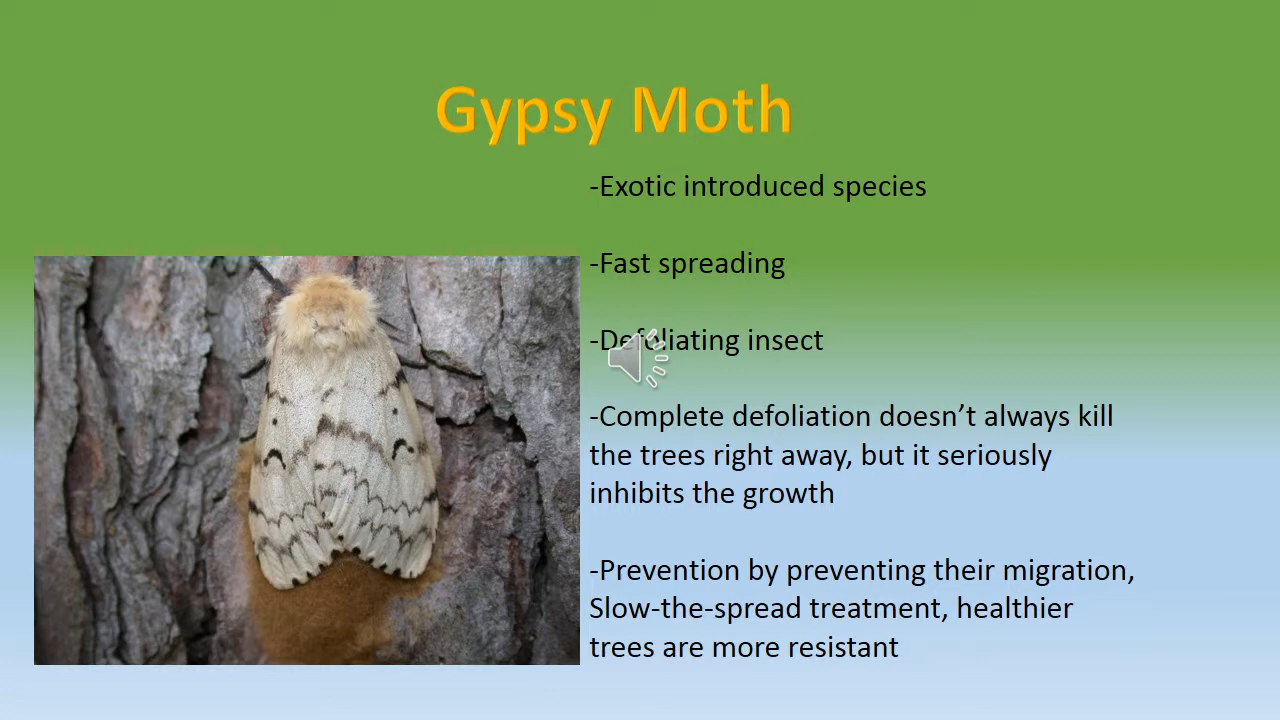 Gypsy Moth
-Exotic introduced species
-Fast spreading
-Defoliating insect
-Complete defoliation doesn’t always kill
the trees right away, but it seriously
inhibits the growth
-Prevention by preventing their migration,
Slow-the-spread treatment, healthier
trees are more resistant